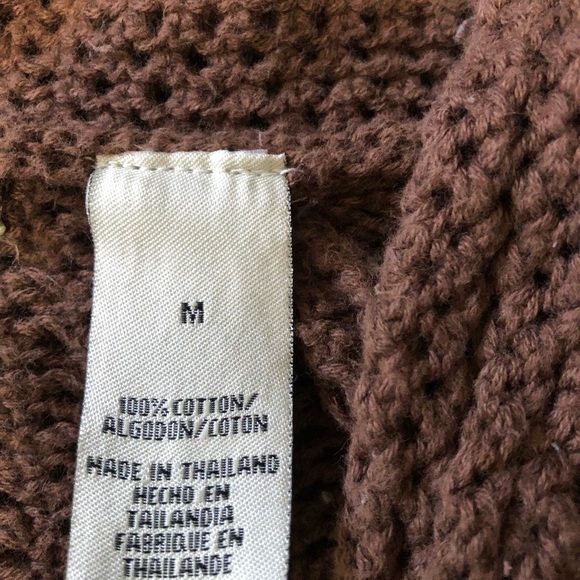 M
100% COTTON/
ALGODON/COTON
MADE IN THAILAND
HECHO EN
TAILANDIA
FABRIQUE EN
THAILANDE